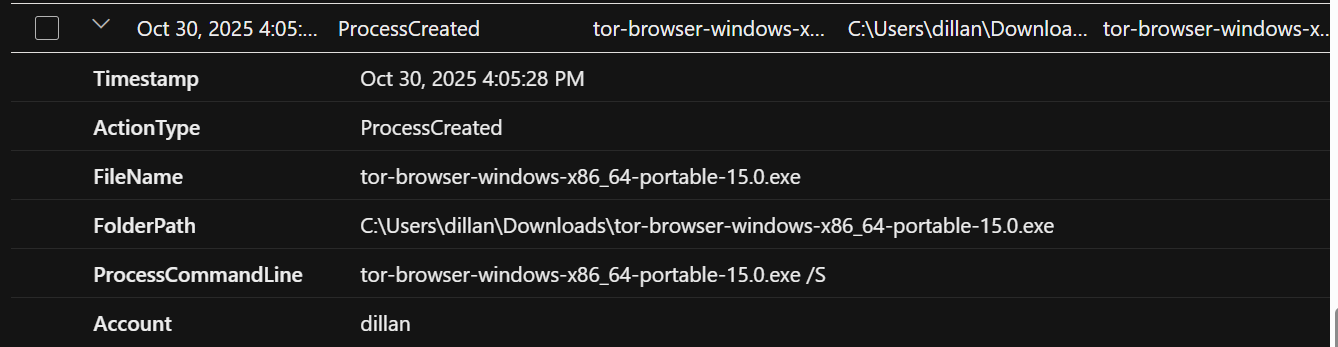 Oct 30, 2025 4:05:... ProcessCreated tor-browser-windows-x... C:\Users\dillan\Downloa... tor-browser-windows-x...
Timestamp Oct 30, 2025 4:05:28 PM
ActionType ProcessCreated
FileName tor-browser-windows-x86_64-portable-15.0.exe
FolderPath C:\Users\dillan\Downloads\tor-browser-windows-x86_64-portable-15.0.exe
ProcessCommandLine tor-browser-windows-x86_64-portable-15.0.exe /S
Account dillan